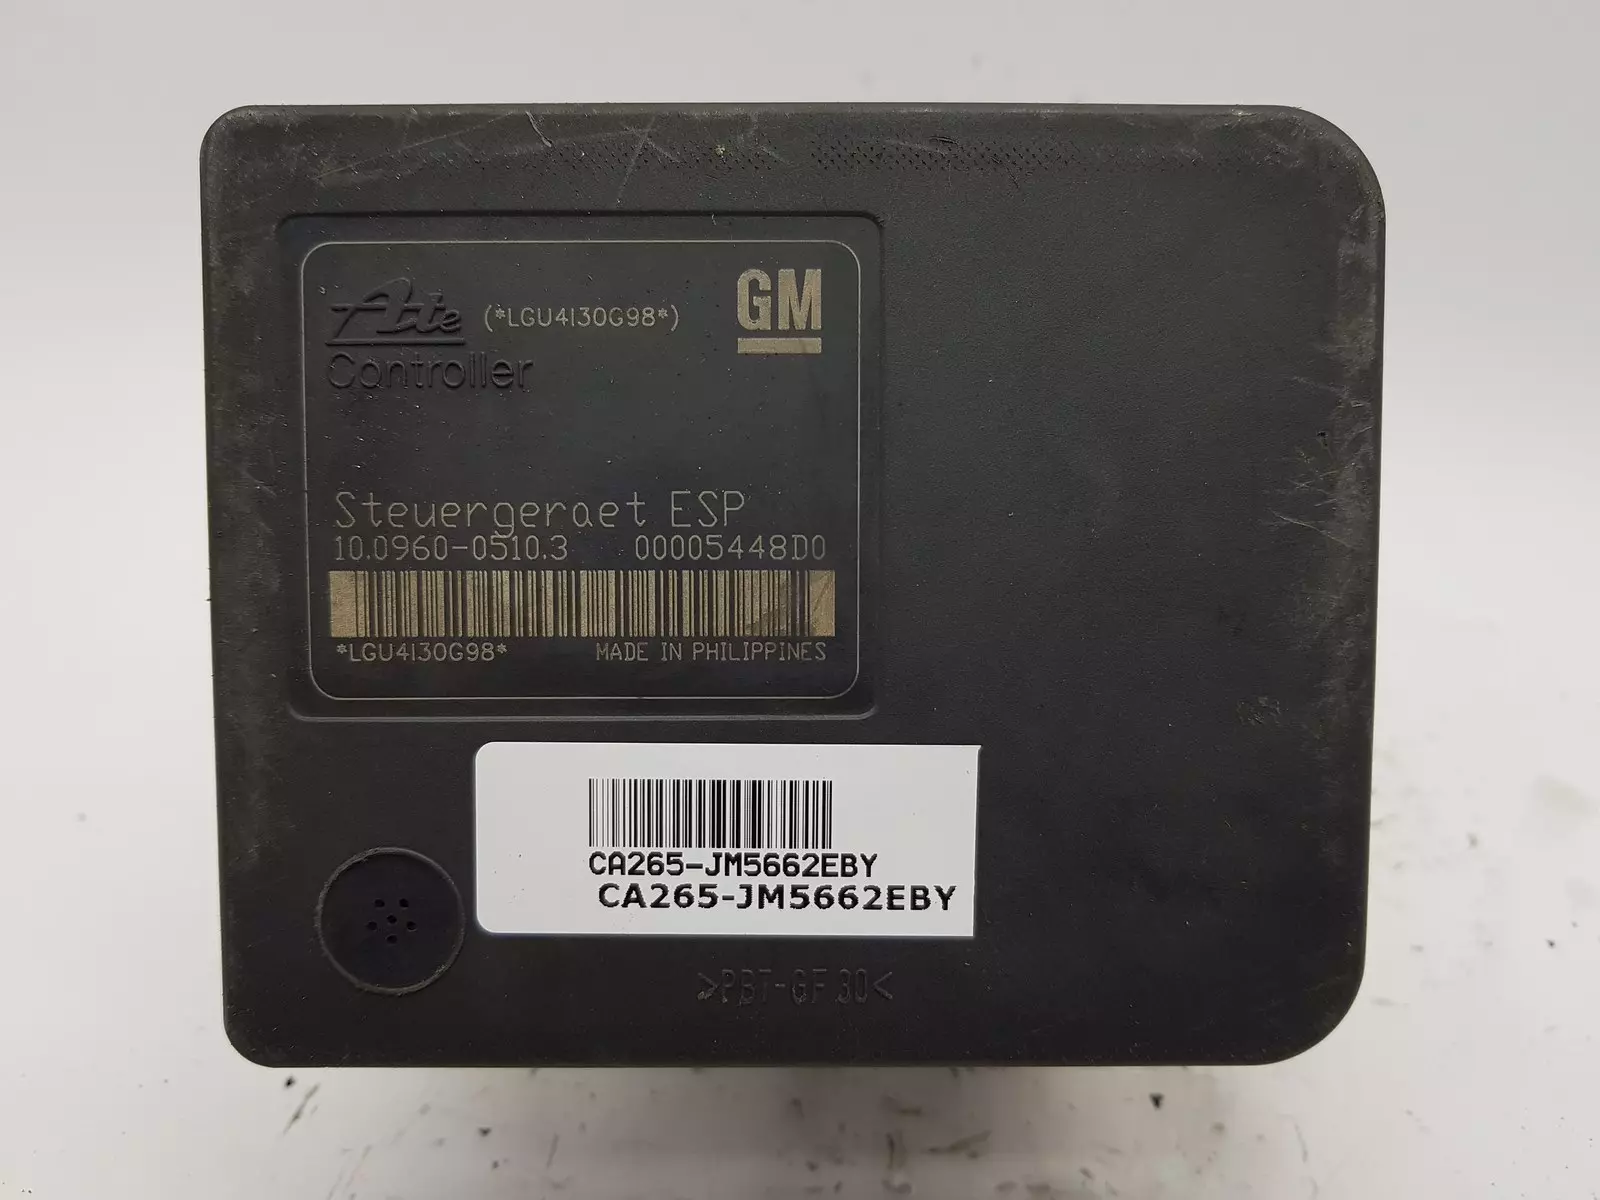 Ate (*LGU4130G98*) GM
Controller
Steuergeraet ESP
10.0960-0510.3 00005448D0
*LGU4130G98* MADE IN PHILIPPINES
CA265-JM5662EBY
CA265-JM5662EBY
>PBT-GF 30<